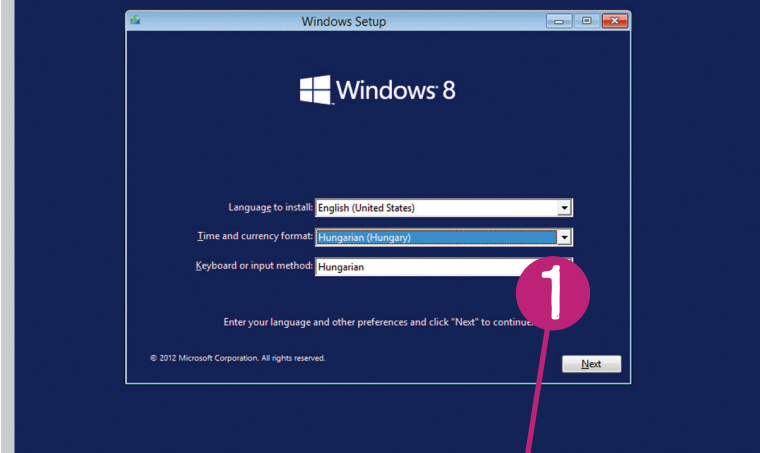 Windows Setup
Windows 8
Language to install: English (United States)
Time and currency format: Hungarian (Hungary)
Keyboard or input method: Hungarian
Enter your language and other preferences and click "Next" to continue.
© 2012 Microsoft Corporation. All rights reserved.
Next
1